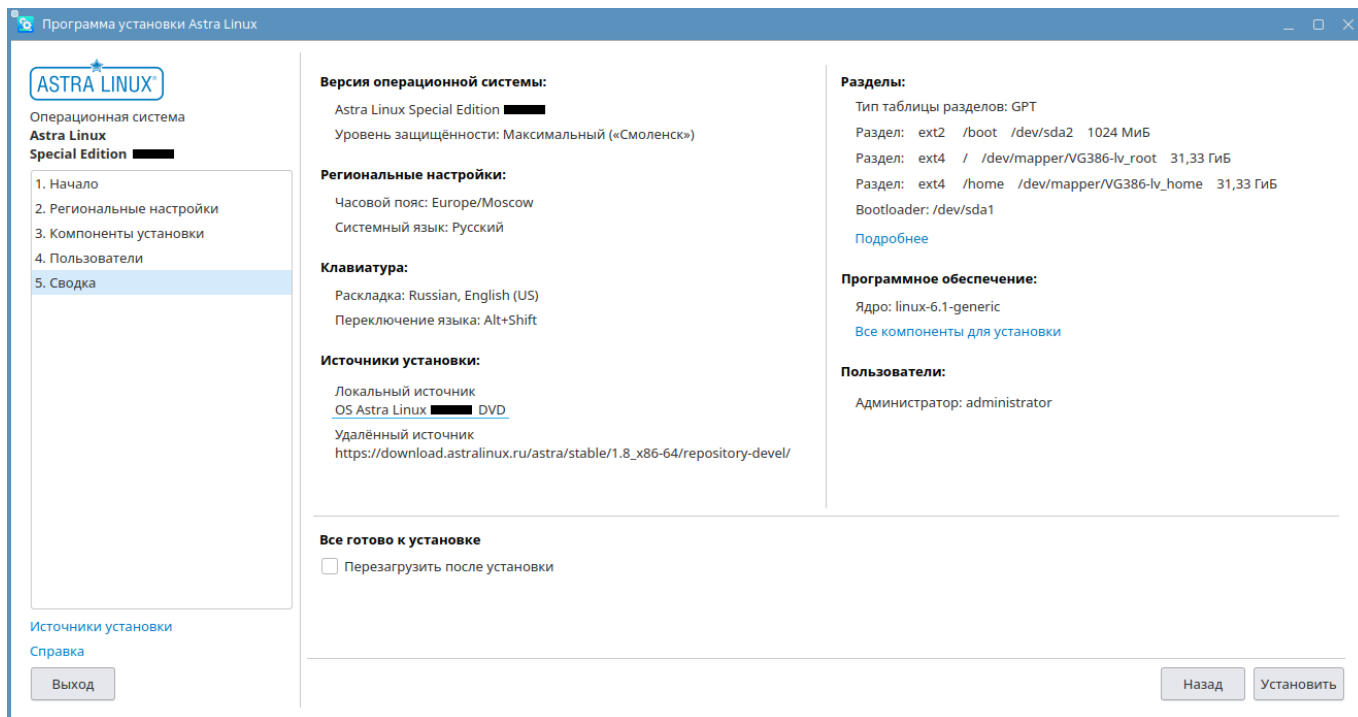 Программа установки Astra Linux
ASTRA LINUX®
Операционная система
Astra Linux
Special Edition
1. Начало
2. Региональные настройки
3. Компоненты установки
4. Пользователи
5. Сводка
Источники установки
Справка
Выход
Версия операционной системы:
Astra Linux Special Edition
Уровень защищённости: Максимальный («Смоленск»)
Региональные настройки:
Часовой пояс: Europe/Moscow
Системный язык: Русский
Клавиатура:
Раскладка: Russian, English (US)
Переключение языка: Alt+Shift
Источники установки:
Локальный источник
OS Astra Linux DVD
Удалённый источник
https://download.astralinux.ru/astra/stable/1.8_x86-64/repository-devel/
Разделы:
Тип таблицы разделов: GPT
Раздел: ext2 /boot /dev/sda2 1024 МиБ
Раздел: ext4 / /dev/mapper/VG386-lv_root 31,33 ГиБ
Раздел: ext4 /home /dev/mapper/VG386-lv_home 31,33 ГиБ
Bootloader: /dev/sda1
Подробнее
Программное обеспечение:
Ядро: linux-6.1-generic
Все компоненты для установки
Пользователи:
Администратор: administrator
Все готово к установке
Перезагрузить после установки
Назад
Установить